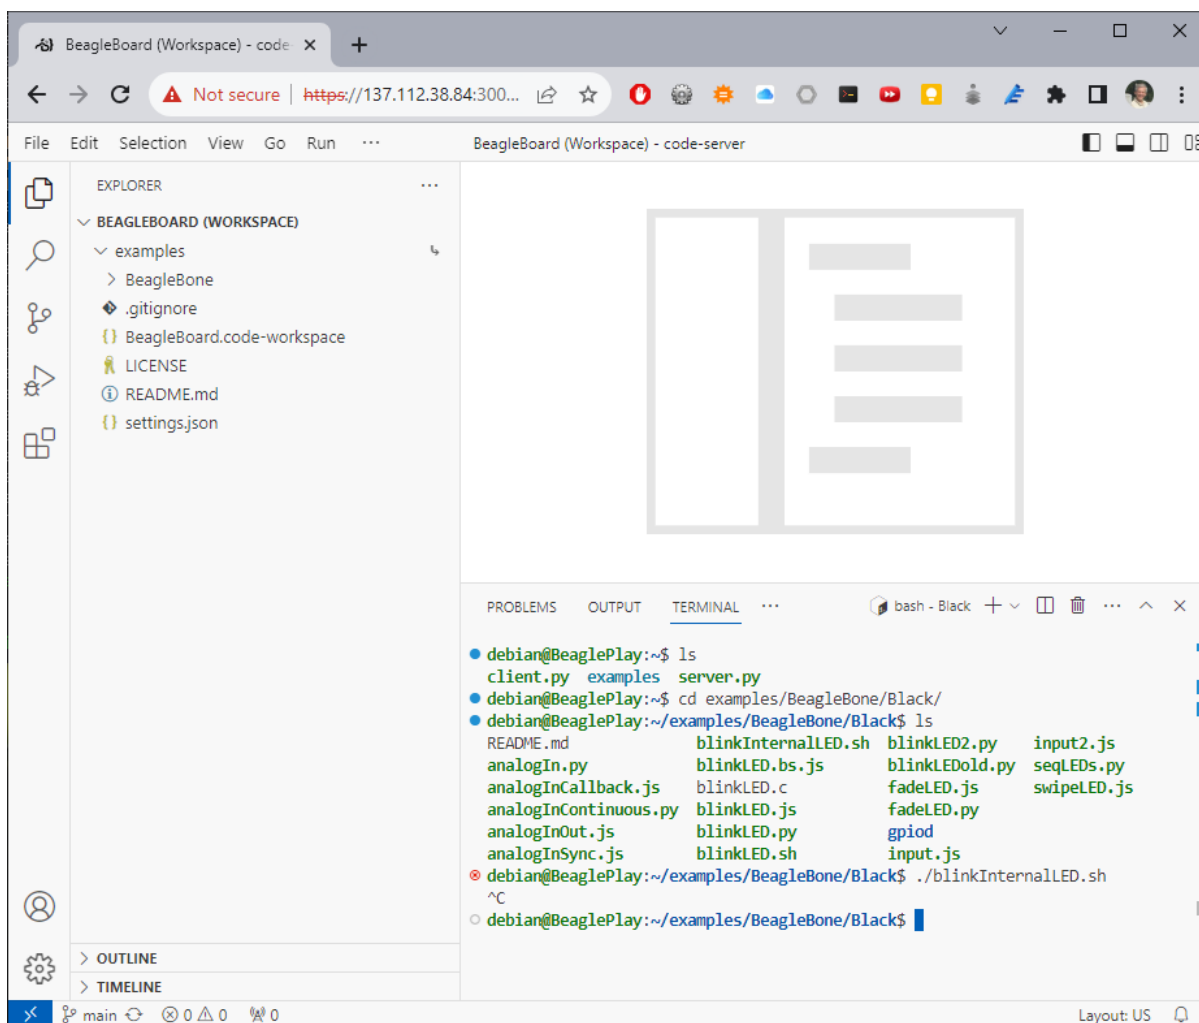 BeagleBoard (Workspace) - code
Not secure | https://137.112.38.84:300...
File Edit Selection View Go Run ... BeagleBoard (Workspace) - code-server
EXPLORER ...
BEAGLEBOARD (WORKSPACE)
examples
BeagleBone
.gitignore
{} BeagleBoard.code-workspace
LICENSE
README.md
{} settings.json
OUTLINE
TIMELINE
PROBLEMS OUTPUT TERMINAL ... bash - Black
debian@BeaglePlay:~$ ls
client.py examples server.py
debian@BeaglePlay:~$ cd examples/BeagleBone/Black/
debian@BeaglePlay:~/examples/BeagleBone/Black$ ls
README.md blinkInternalLED.sh blinkLED2.py input2.js
analogIn.py blinkLED.bs.js blinkLEDold.py seqLEDs.py
analogInCallback.js blinkLED.c fadeLED.js swipeLED.js
analogInContinuous.py blinkLED.js fadeLED.py
analogInOut.js blinkLED.py gpiod
analogInSync.js blinkLED.sh input.js
debian@BeaglePlay:~/examples/BeagleBone/Black$ ./blinkInternalLED.sh
^C
debian@BeaglePlay:~/examples/BeagleBone/Black$
main 0 0 0 Layout: US